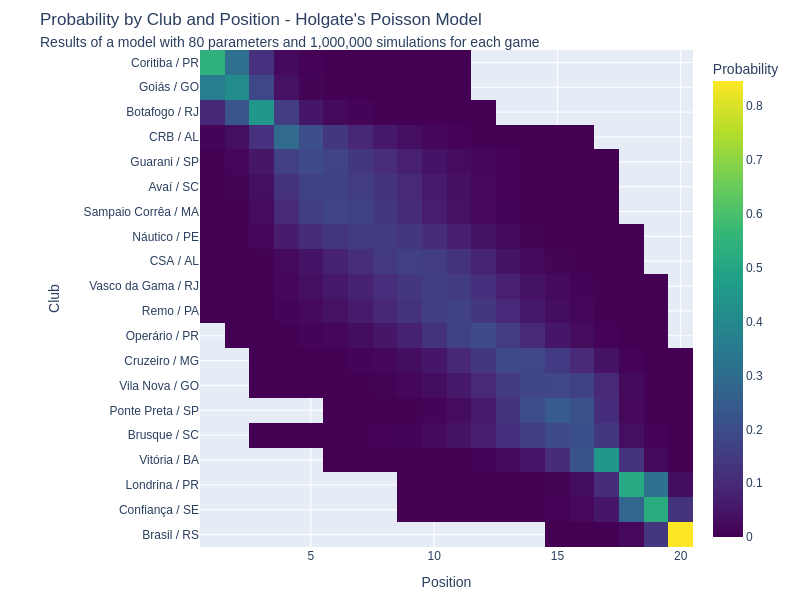 Probability by Club and Position - Holgate's Poisson Model
Results of a model with 80 parameters and 1,000,000 simulations for each game
Probability
Club
Coritiba / PR
Goiás / GO
Botafogo / RJ
CRB / AL
Guarani / SP
Avaí / SC
Sampaio Corrêa / MA
Náutico / PE
CSA / AL
Vasco da Gama / RJ
Remo / PA
Operário / PR
Cruzeiro / MG
Vila Nova / GO
Ponte Preta / SP
Brusque / SC
Vitória / BA
Londrina / PR
Confiança / SE
Brasil / RS
0.8
0.7
0.6
0.5
0.4
0.3
0.2
0.1
0
5 10 15 20
Position